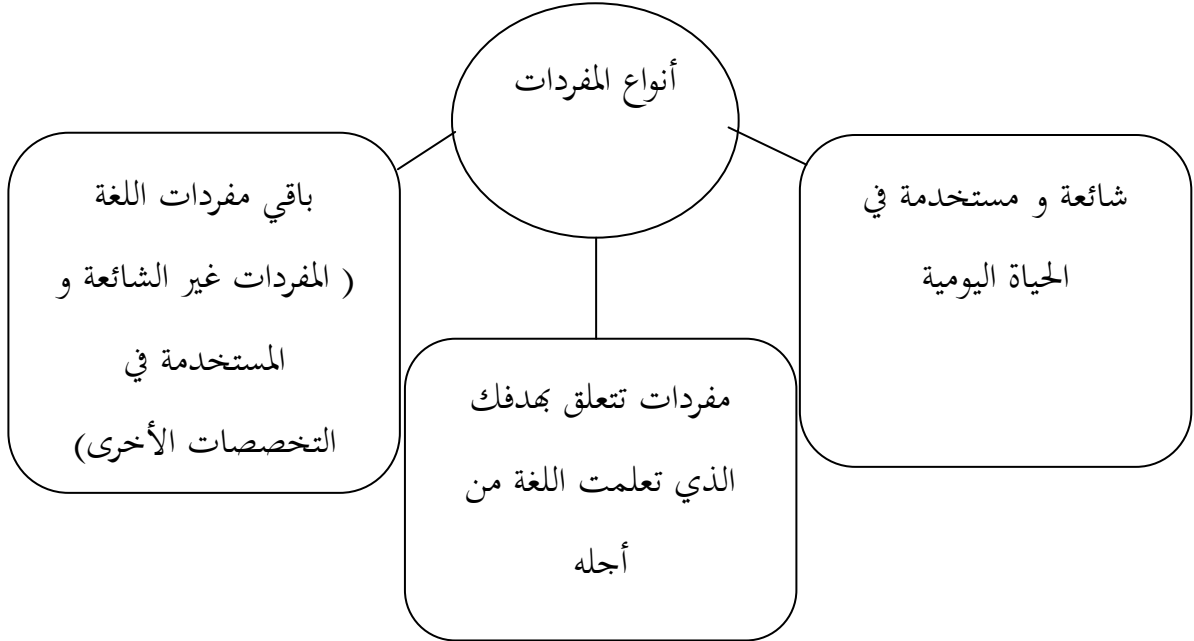 أنواع المفردات
شائعة و مستخدمة في
الحياة اليومية
مفردات تتعلق بهدفك
الذي تعلمت اللغة من
أجله
باقي مفردات اللغة
( المفردات غير الشائعة و
المستخدمة في
التخصصات الأخرى)